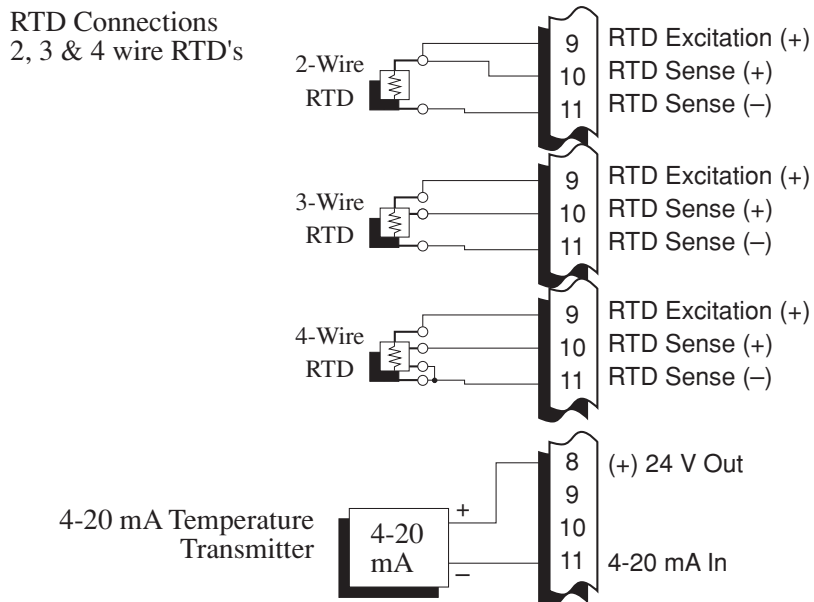 RTD Connections
2, 3 & 4 wire RTD's
2-Wire
RTD
9 RTD Excitation (+)
10 RTD Sense (+)
11 RTD Sense (–)
3-Wire
RTD
9 RTD Excitation (+)
10 RTD Sense (+)
11 RTD Sense (–)
4-Wire
RTD
9 RTD Excitation (+)
10 RTD Sense (+)
11 RTD Sense (–)
4-20 mA Temperature
Transmitter
4-20
mA
+
–
8 (+) 24 V Out
9
10
11 4-20 mA In